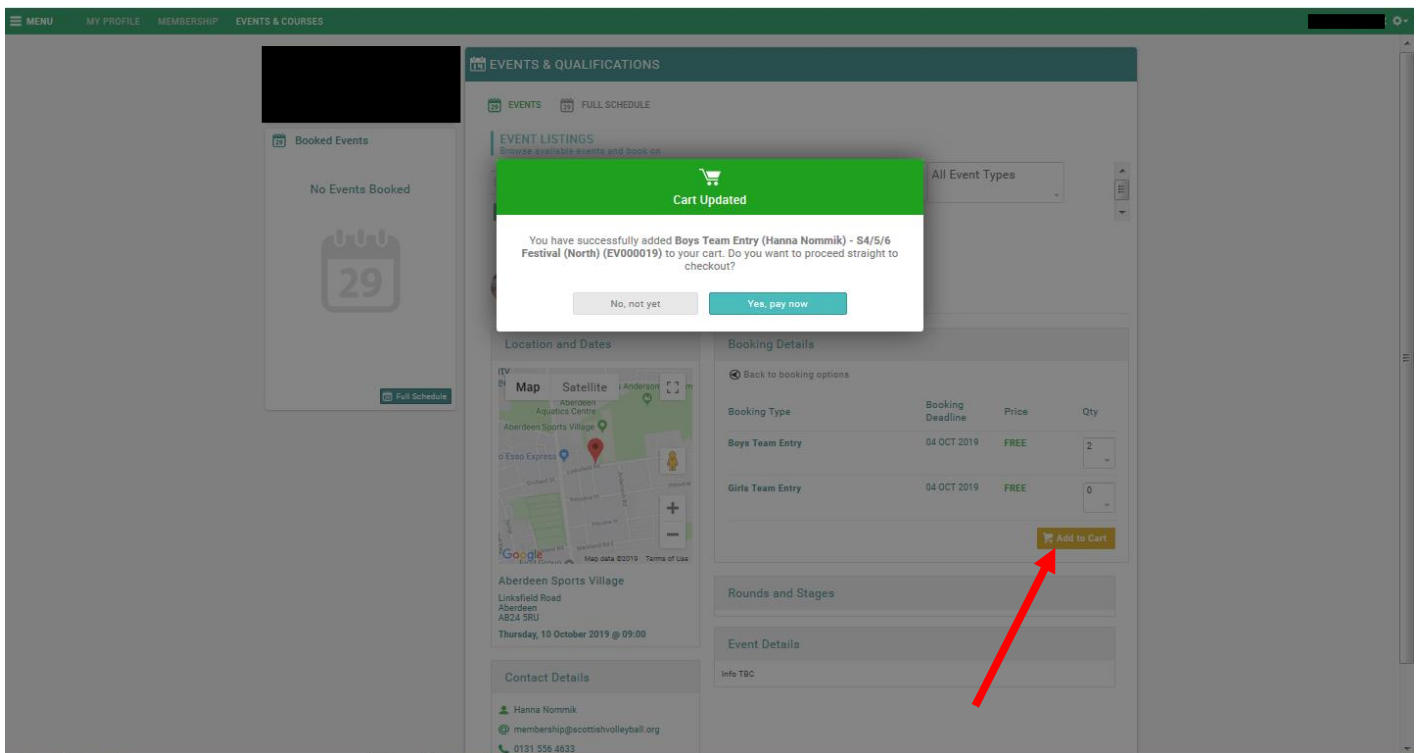 MENU MY PROFILE MEMBERSHIP EVENTS & COURSES
EVENTS & QUALIFICATIONS
EVENTS FULL SCHEDULE
Booked Events
No Events Booked
29
Full Schedule
EVENT LISTINGS
Browse available events and book on
All Event Types
Cart Updated
You have successfully added Boys Team Entry (Hanna Nommik) - S4/5/6
Festival (North) (EV000019) to your cart. Do you want to proceed straight to
checkout?
No, not yet Yes, pay now
Location and Dates
Map Satellite
Anderson
Aberdeen
Aquatics Centre
Aberdeen Sports Village
o Esso Express
Linksfield Rd
Google
Map data ©2019 Terms of Use
Aberdeen Sports Village
Linksfield Road
Aberdeen
AB24 5RU
Thursday, 10 October 2019 @ 09:00
Contact Details
Hanna Nommik
membership@scottishvolleyball.org
0131 556 4633
Booking Details
Back to booking options
Booking Type Booking Deadline Price Qty
Boys Team Entry 04 OCT 2019 FREE 2
Girls Team Entry 04 OCT 2019 FREE 0
Add to Cart
Rounds and Stages
Event Details
Info TBC